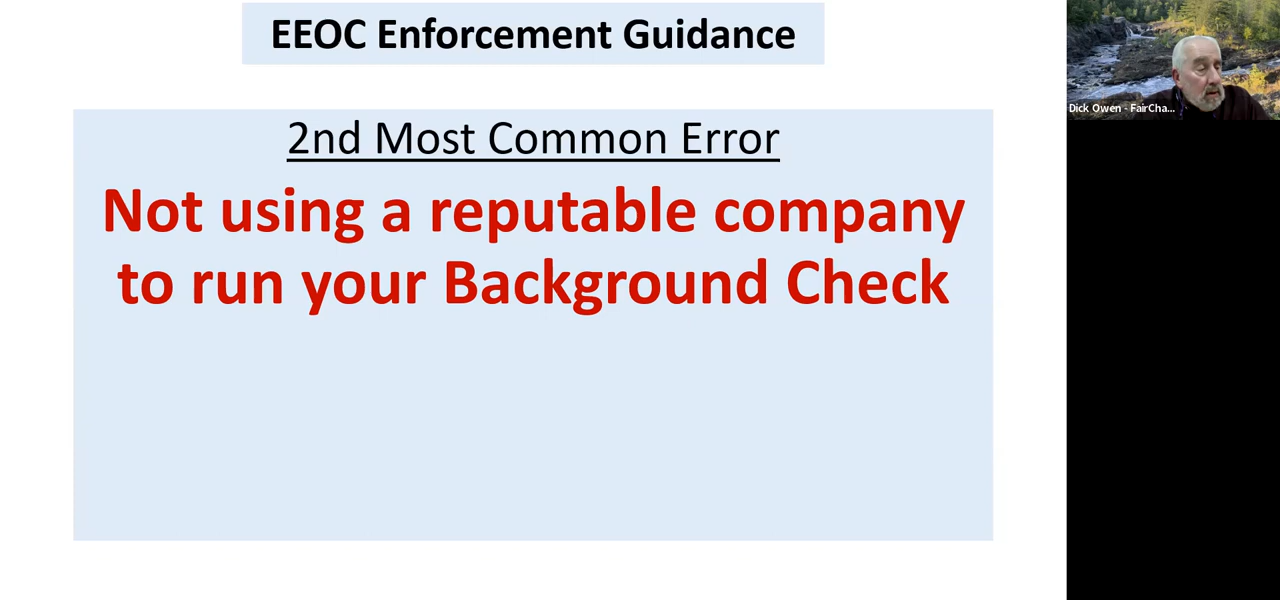 EEOC Enforcement Guidance
2nd Most Common Error
Not using a reputable company
to run your Background Check
Dick Owen - FairCha...